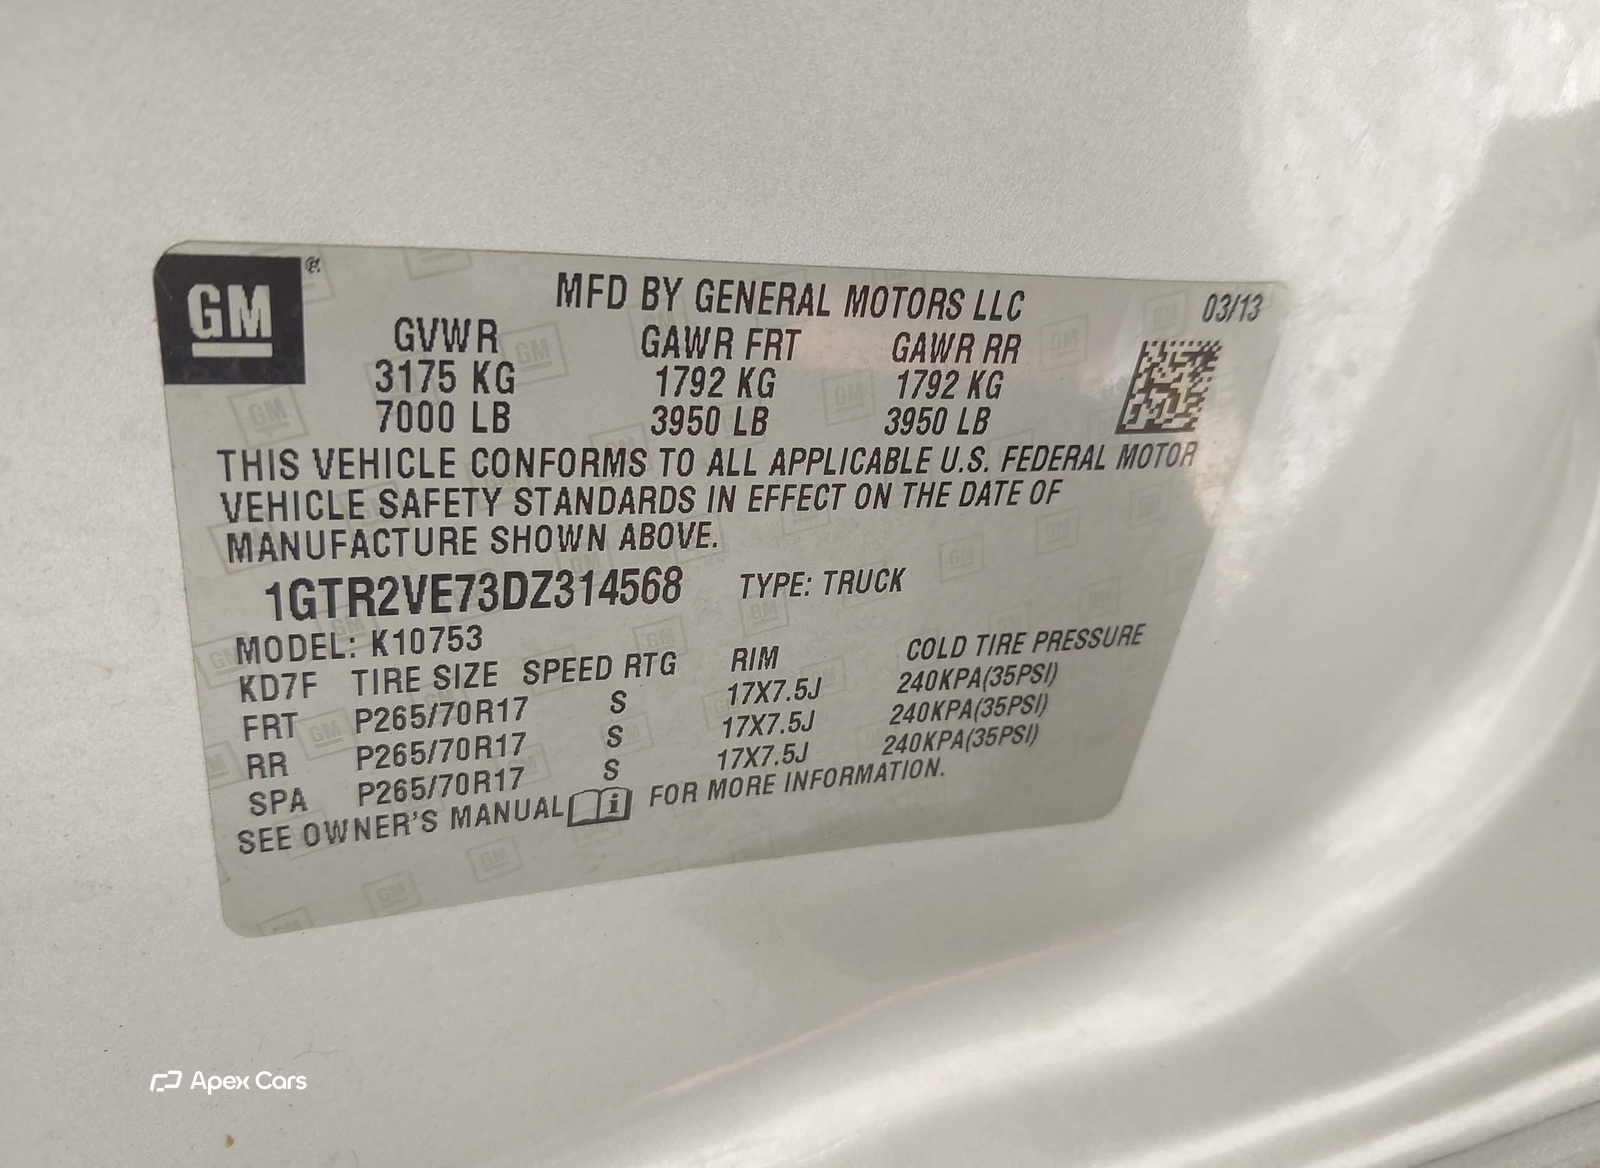 GM ®
MFD BY GENERAL MOTORS LLC 03/13
GVWR GAWR FRT GAWR RR
3175 KG 1792 KG 1792 KG
7000 LB 3950 LB 3950 LB
THIS VEHICLE CONFORMS TO ALL APPLICABLE U.S. FEDERAL MOTOR
VEHICLE SAFETY STANDARDS IN EFFECT ON THE DATE OF
MANUFACTURE SHOWN ABOVE.
1GTR2VE73DZ314568 TYPE: TRUCK
MODEL: K10753
KD7F TIRE SIZE SPEED RTG RIM COLD TIRE PRESSURE
FRT P265/70R17 S 17X7.5J 240KPA(35PSI)
RR P265/70R17 S 17X7.5J 240KPA(35PSI)
SPA P265/70R17 S 17X7.5J 240KPA(35PSI)
SEE OWNER'S MANUAL i FOR MORE INFORMATION.
Apex Cars